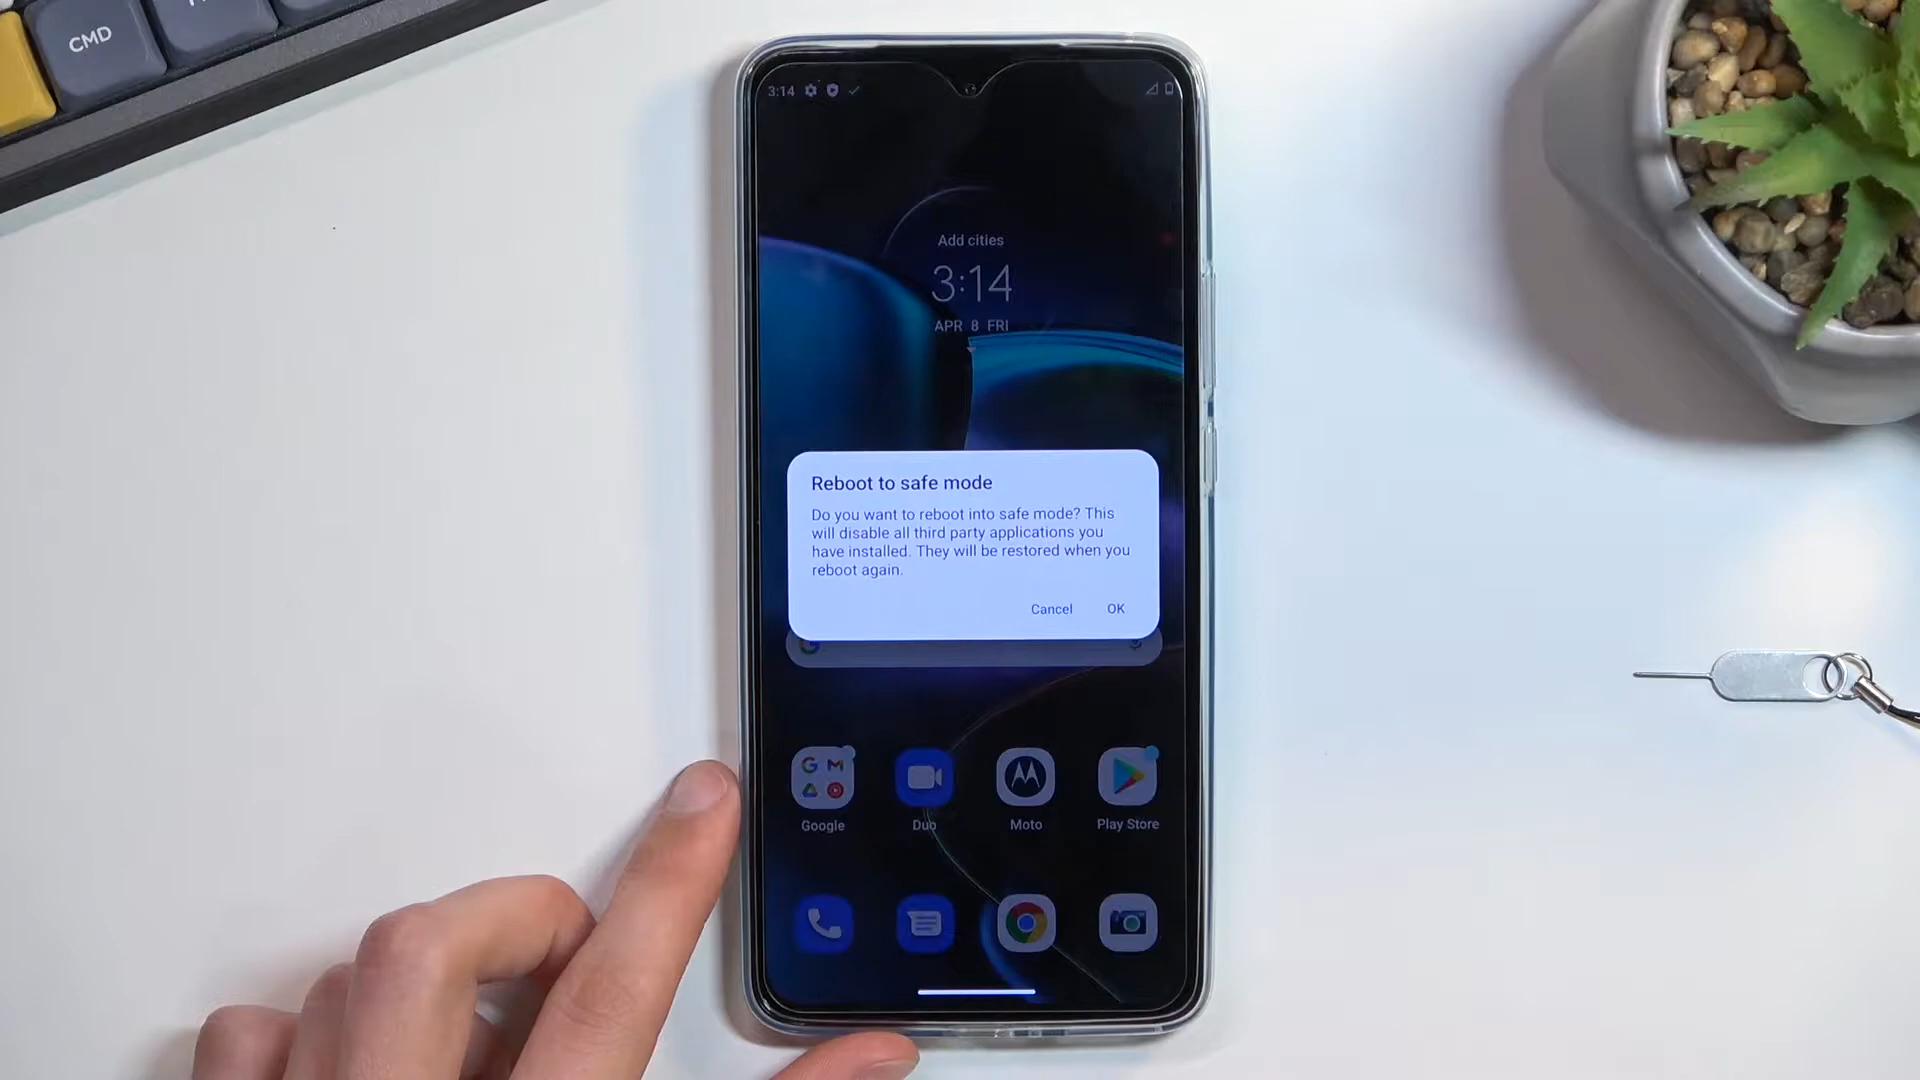 CMD
3:14
Add cities
3:14
APR 8 FRI
Reboot to safe mode
Do you want to reboot into safe mode? This
will disable all third party applications you
have installed. They will be restored when you
reboot again.
Cancel OK
Google Duo Moto Play Store